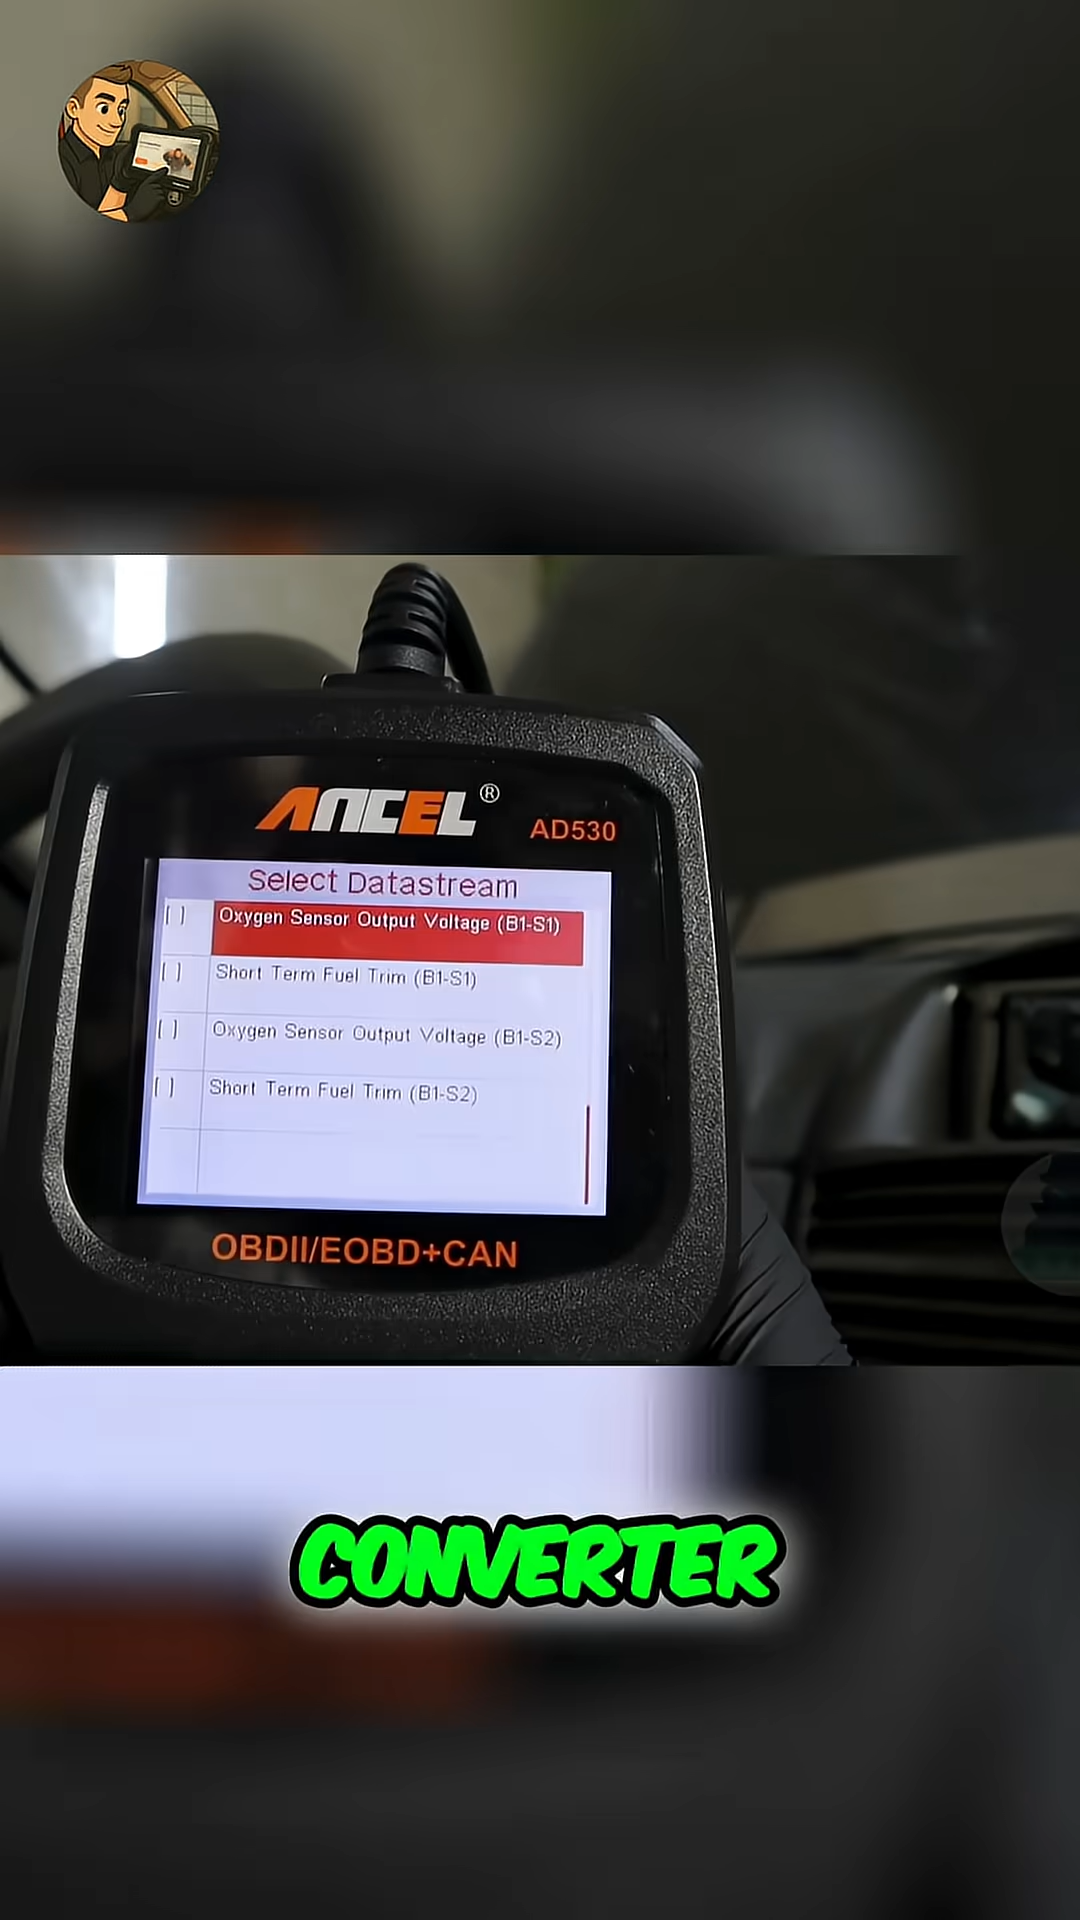 ANCEL®
AD530
Select Datastream
[ ] Oxygen Sensor Output Voltage (B1-S1)
[ ] Short Term Fuel Trim (B1-S1)
[ ] Oxygen Sensor Output Voltage (B1-S2)
[ ] Short Term Fuel Trim (B1-S2)
OBDII/EOBD+CAN
CONVERTER